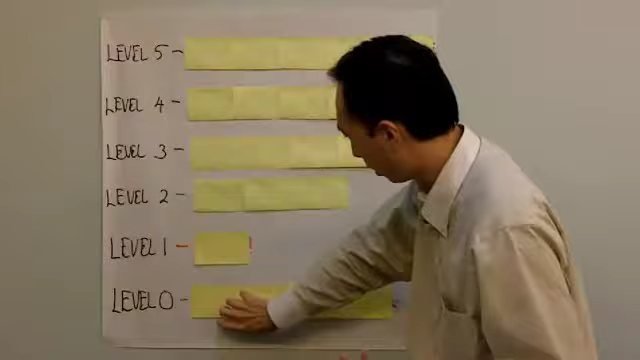 LEVEL 5 -
LEVEL 4 -
LEVEL 3 -
LEVEL 2 -
LEVEL 1 -
LEVEL 0 -